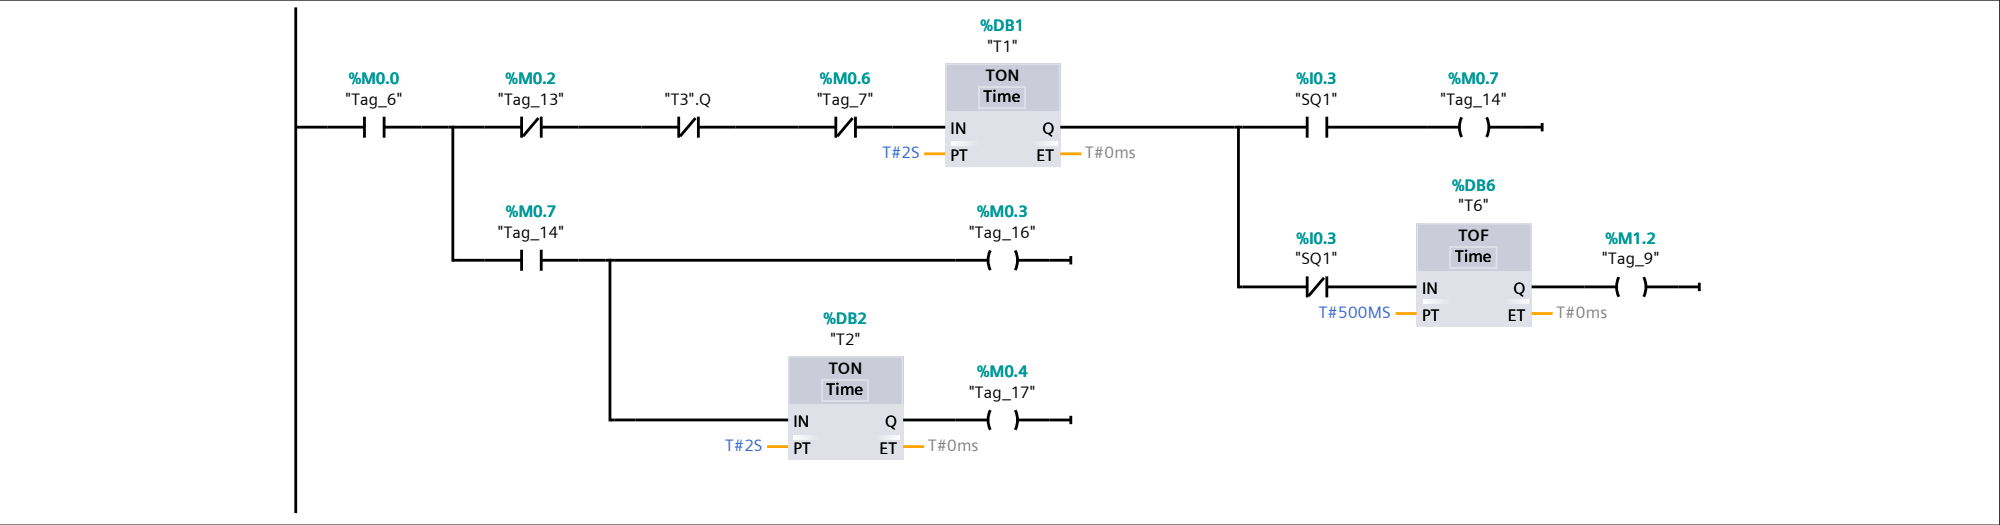 %DB1
"T1"
%M0.0
"Tag_6"
%M0.2
"Tag_13"
"T3".Q
%M0.6
"Tag_7"
TON
Time
%I0.3
"SQ1"
%M0.7
"Tag_14"
IN
Q
T#2S
PT
ET
T#0ms
%DB6
"T6"
%M0.7
"Tag_14"
%M0.3
"Tag_16"
%I0.3
"SQ1"
TOF
Time
%M1.2
"Tag_9"
IN
Q
T#500MS
PT
ET
T#0ms
%DB2
"T2"
TON
Time
%M0.4
"Tag_17"
IN
Q
T#2S
PT
ET
T#0ms